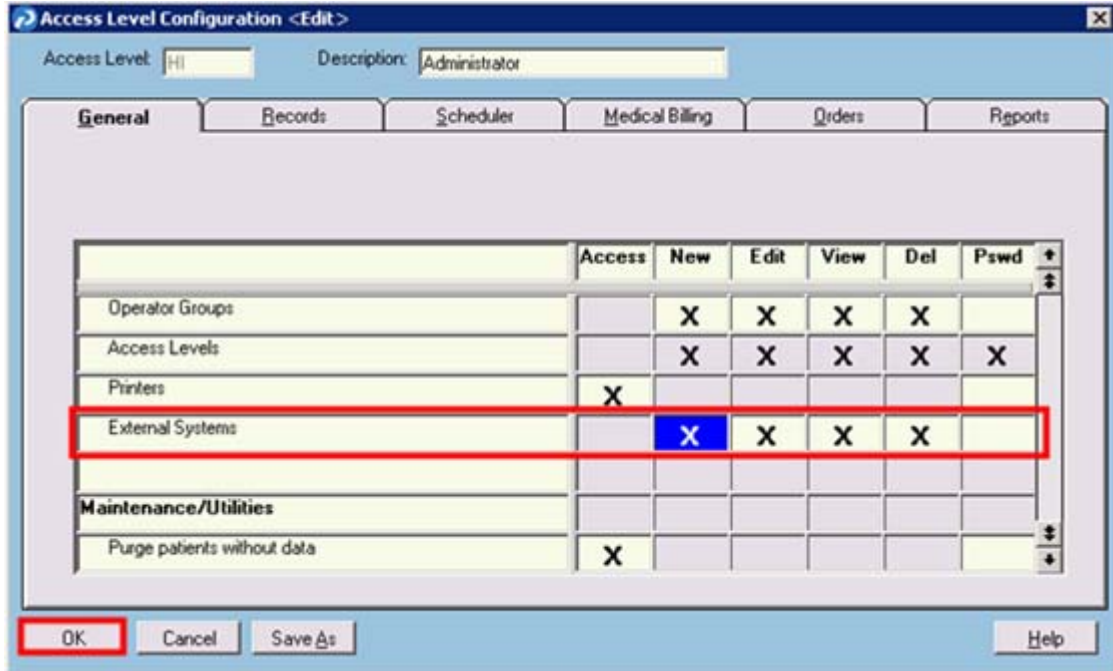 Access Level Configuration <Edit>
Access Level: HI Description: Administrator
General Records Scheduler Medical Billing Orders Reports
Access New Edit View Del Pswd
Operator Groups X X X X
Access Levels X X X X X
Printers X
External Systems X X X X
Maintenance/Utilities
Purge patients without data X
OK Cancel Save As Help